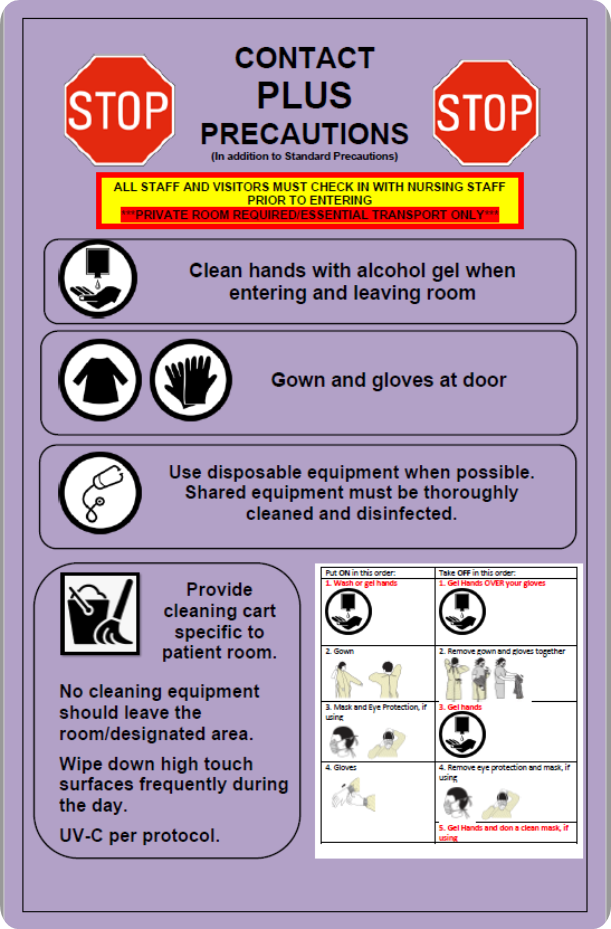 CONTACT
PLUS
PRECAUTIONS
(In addition to Standard Precautions)
STOP
STOP
ALL STAFF AND VISITORS MUST CHECK IN WITH NURSING STAFF
PRIOR TO ENTERING
***PRIVATE ROOM REQUIRED/ESSENTIAL TRANSPORT ONLY***
Clean hands with alcohol gel when
entering and leaving room
Gown and gloves at door
Use disposable equipment when possible.
Shared equipment must be thoroughly
cleaned and disinfected.
Provide
cleaning cart
specific to
patient room.
No cleaning equipment
should leave the
room/designated area.
Wipe down high touch
surfaces frequently during
the day.
UV-C per protocol.
Put ON in this order:
1. Wash or gel hands
2. Gown
3. Mask and Eye Protection, if
using
4. Gloves
Take OFF in this order:
1. Gel Hands OVER your gloves
2. Remove gown and gloves together
3. Gel hands
4. Remove eye protection and mask, if
using
5. Gel Hands and don a clean mask, if
using